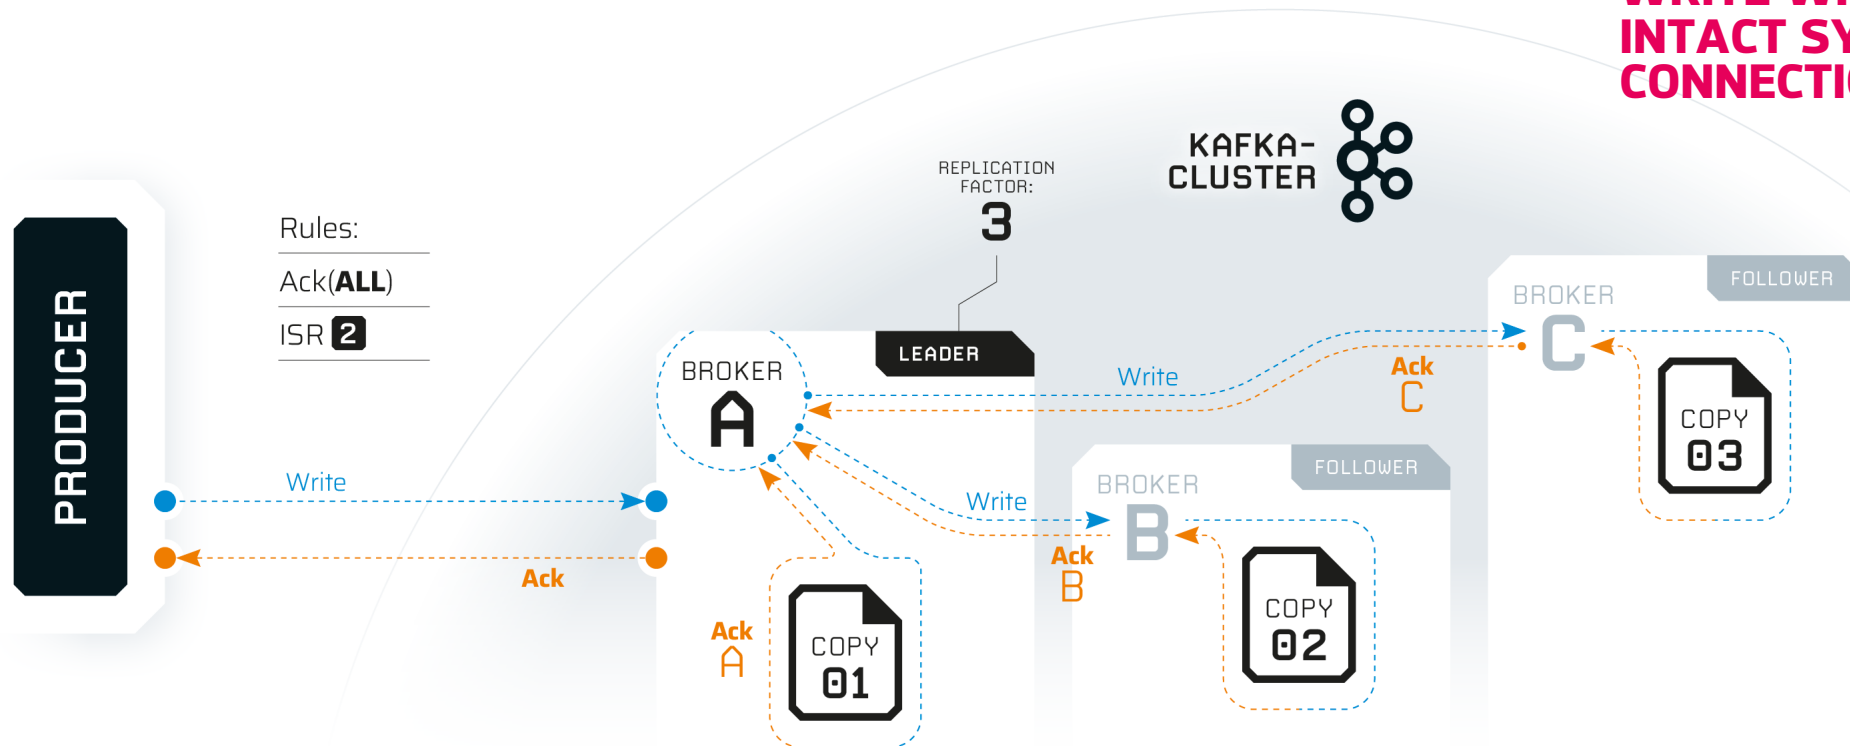 INTACT
CONNECTI
KAFKA-
CLUSTER
REPLICATION
FACTOR:
3
Rules:
Ack(ALL)
ISR 2
PRODUCER
Write
Ack
LEADER
BROKER
A
Write
Ack
C
FOLLOWER
BROKER
C
COPY
03
Write
Ack
B
FOLLOWER
BROKER
B
COPY
02
Ack
A
COPY
01